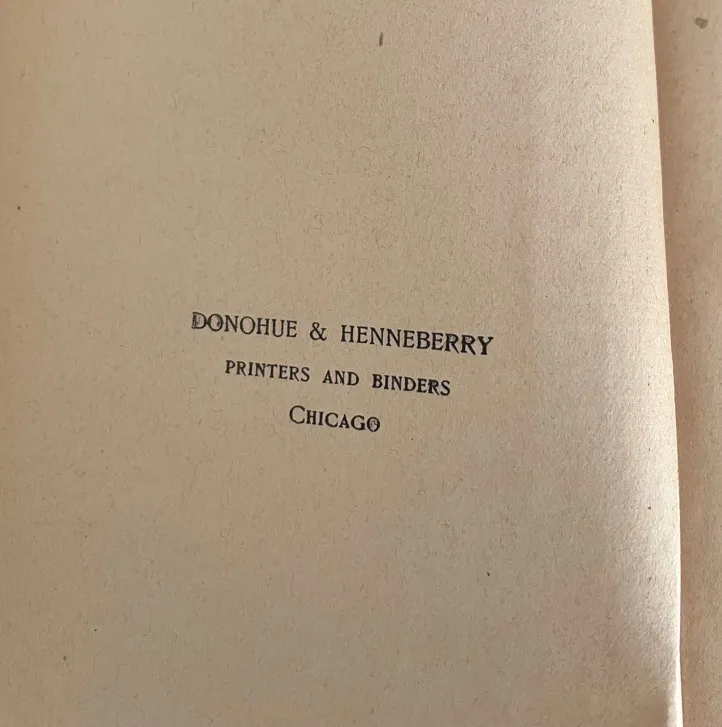 DONOHUE & HENNEBERRY
PRINTERS AND BINDERS
CHICAGO